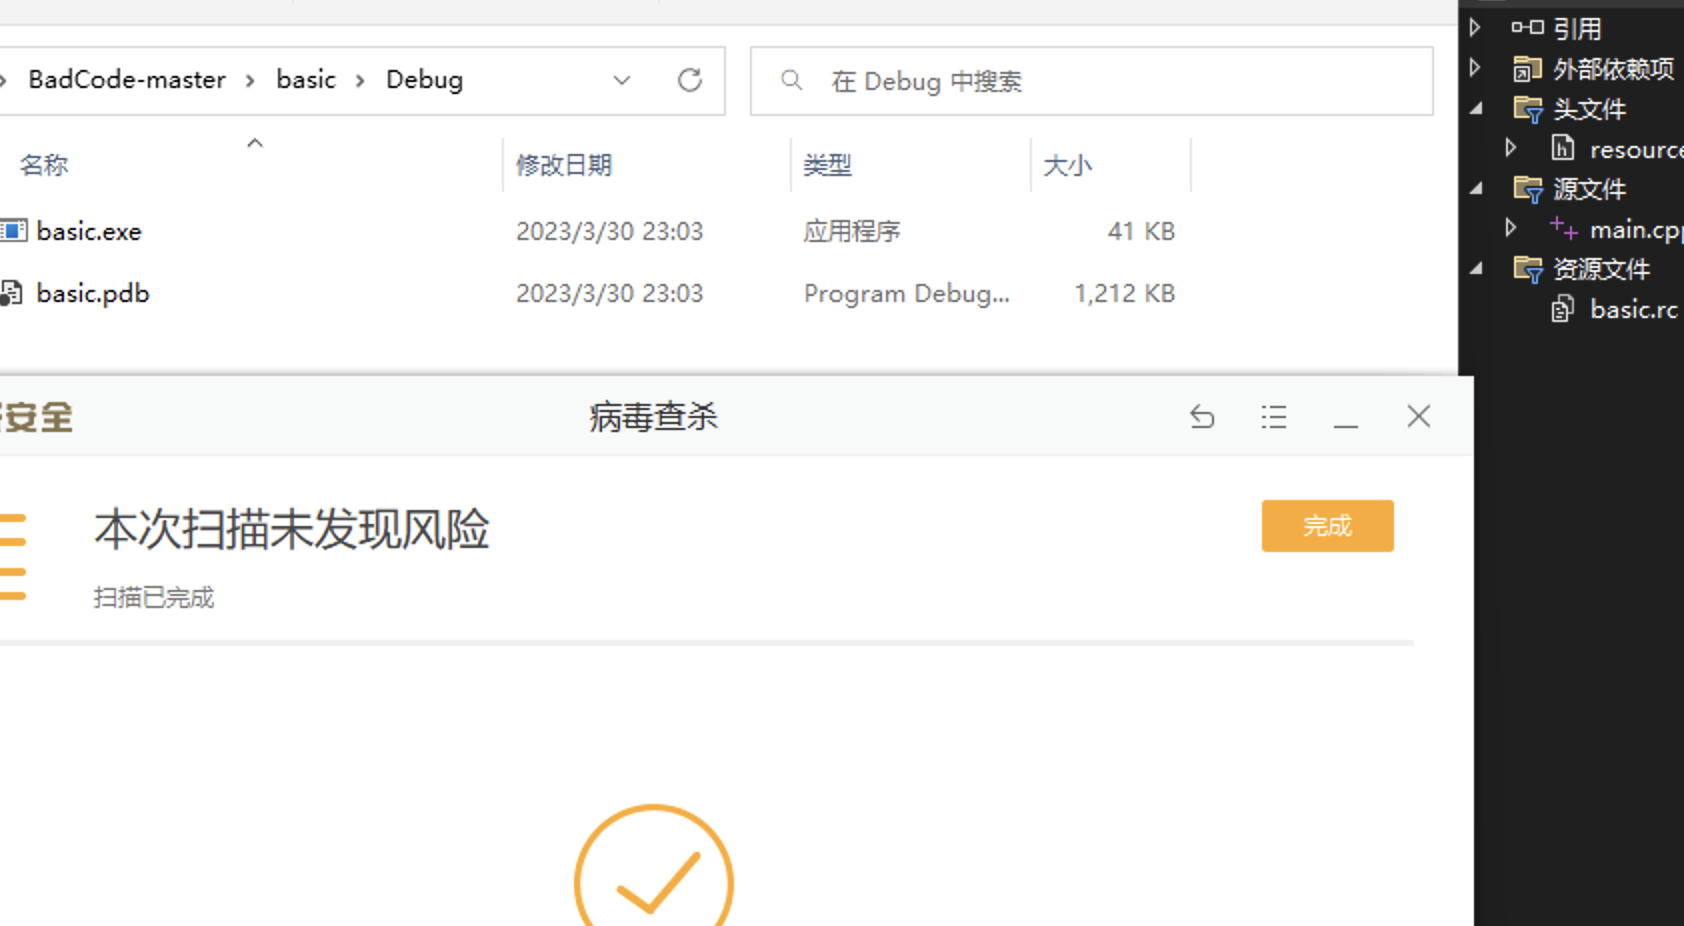 BadCode-master > basic > Debug
在 Debug 中搜索
名称 修改日期 类型 大小
basic.exe 2023/3/30 23:03 应用程序 41 KB
basic.pdb 2023/3/30 23:03 Program Debug... 1,212 KB
引用
外部依赖项
头文件
resource
源文件
main.cpp
资源文件
basic.rc
安全
病毒查杀
本次扫描未发现风险
完成
扫描已完成